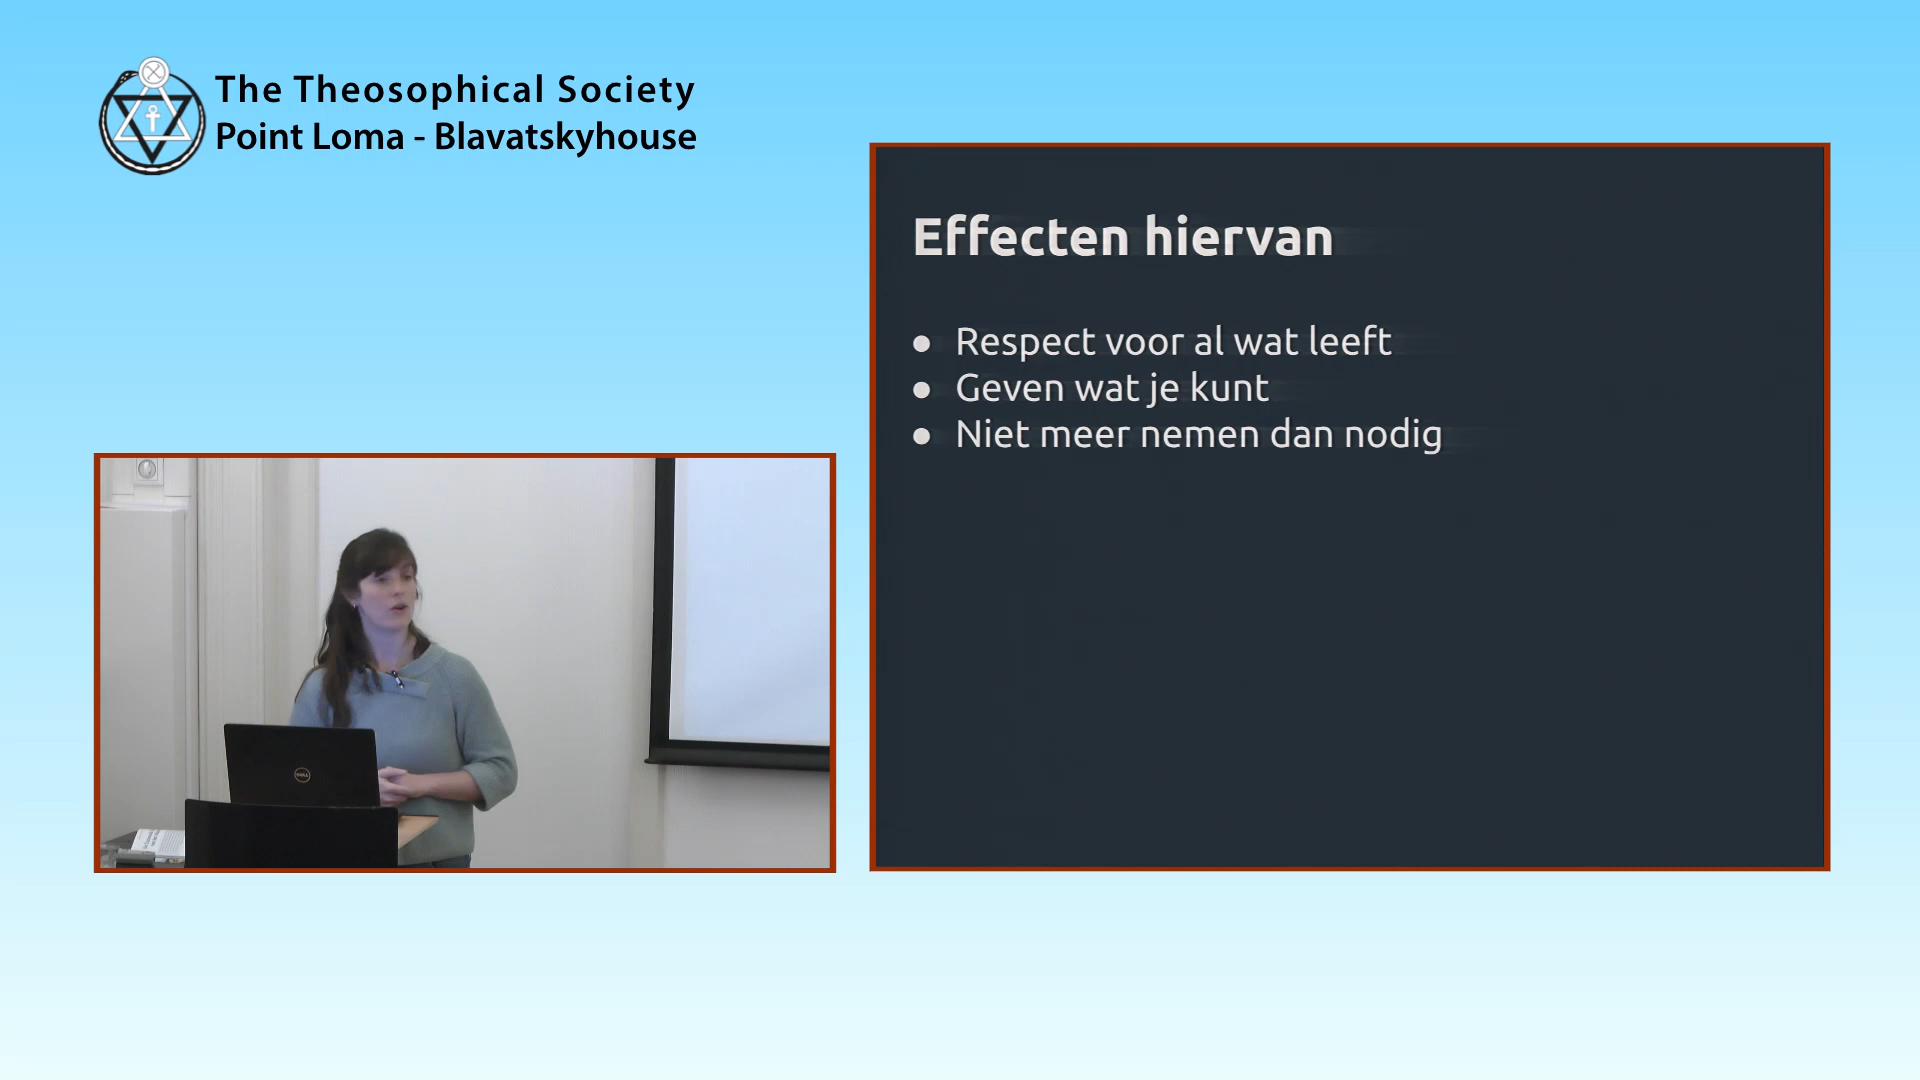 The Theosophical Society
Point Loma - Blavatskyhouse
Effecten hiervan
● Respect voor al wat leeft
● Geven wat je kunt
● Niet meer nemen dan nodig
DELL